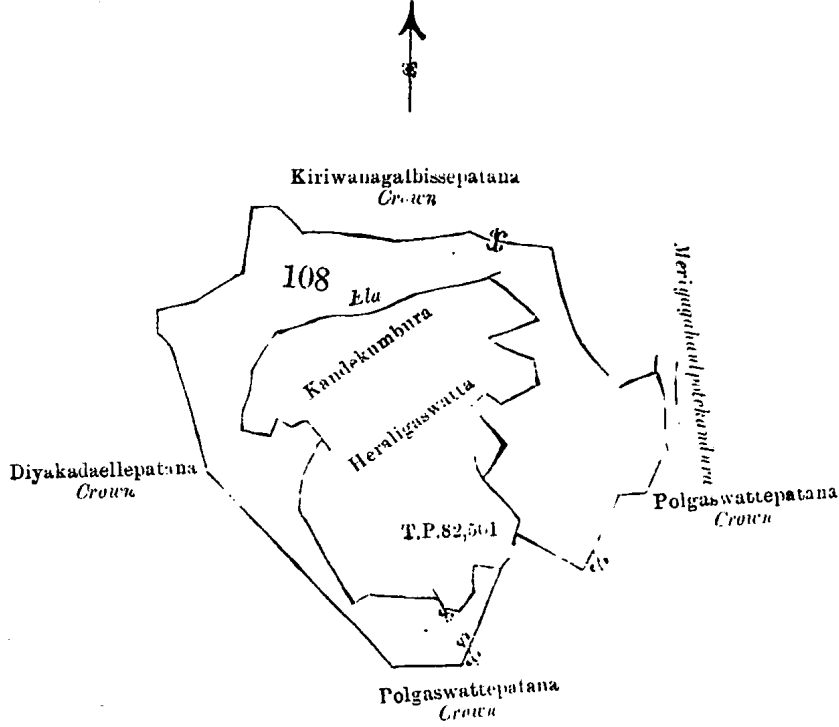 Kiriwanagalbissepatana
Crown
108
Ela
Kandekumbura
Heraligaswatta
Diyakadaellepatana
Crown
Polgaswattepatana
Crown
T.P.82,561
Polgaswattepatana
Crown